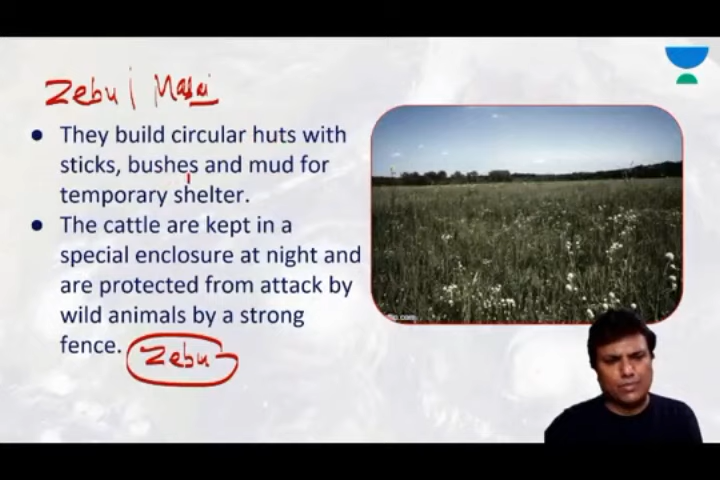 Zebu | Masai
● They build circular huts with
sticks, bushes and mud for
temporary shelter.
● The cattle are kept in a
special enclosure at night and
are protected from attack by
wild animals by a strong
fence. Zebu